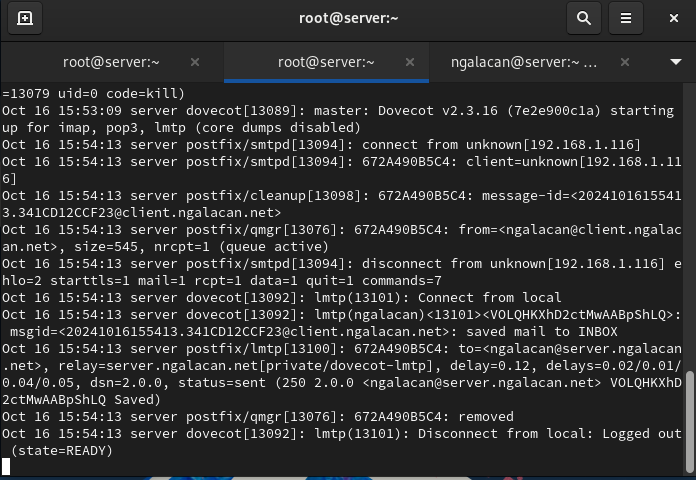 root@server:~
root@server:~
root@server:~
ngalacan@server:~ ...
=13079 uid=0 code=kill)
Oct 16 15:53:09 server dovecot[13089]: master: Dovecot v2.3.16 (7e2e900c1a) starting
up for imap, pop3, lmtp (core dumps disabled)
Oct 16 15:54:13 server postfix/smtpd[13094]: connect from unknown[192.168.1.116]
Oct 16 15:54:13 server postfix/smtpd[13094]: 672A490B5C4: client=unknown[192.168.1.11
6]
Oct 16 15:54:13 server postfix/cleanup[13098]: 672A490B5C4: message-id=<2024101615541
3.341CD12CCF23@client.ngalacan.net>
Oct 16 15:54:13 server postfix/qmgr[13076]: 672A490B5C4: from=<ngalacan@client.ngalac
an.net>, size=545, nrcpt=1 (queue active)
Oct 16 15:54:13 server postfix/smtpd[13094]: disconnect from unknown[192.168.1.116] e
hlo=2 starttls=1 mail=1 rcpt=1 data=1 quit=1 commands=7
Oct 16 15:54:13 server dovecot[13092]: lmtp(13101): Connect from local
Oct 16 15:54:13 server dovecot[13092]: lmtp(ngalacan)<13101><VOLQHKXhD2ctMwAABpShLQ>:
msgid=<20241016155413.341CD12CCF23@client.ngalacan.net>: saved mail to INBOX
Oct 16 15:54:13 server postfix/lmtp[13100]: 672A490B5C4: to=<ngalacan@server.ngalacan
.net>, relay=server.ngalacan.net[private/dovecot-lmtp], delay=0.12, delays=0.02/0.01/
0.04/0.05, dsn=2.0.0, status=sent (250 2.0.0 <ngalacan@server.ngalacan.net> VOLQHKXhD
2ctMwAABpShLQ Saved)
Oct 16 15:54:13 server postfix/qmgr[13076]: 672A490B5C4: removed
Oct 16 15:54:13 server dovecot[13092]: lmtp(13101): Disconnect from local: Logged out
(state=READY)